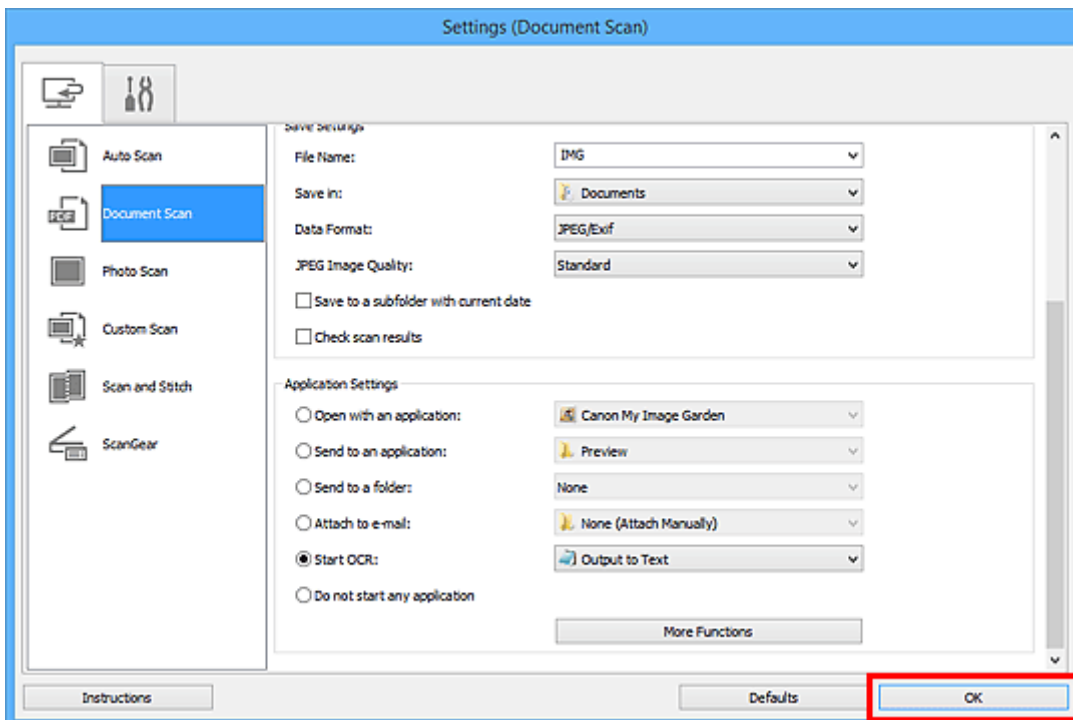 Settings (Document Scan)
Auto Scan
PDF
Document Scan
Photo Scan
Custom Scan
Scan and Stitch
ScanGear
Save Settings
File Name: IMG
Save in: Documents
Data Format: JPEG/Exif
JPEG Image Quality: Standard
Save to a subfolder with current date
Check scan results
Application Settings
Open with an application: Canon My Image Garden
Send to an application: Preview
Send to a folder: None
Attach to e-mail: None (Attach Manually)
Start OCR: Output to Text
Do not start any application
More Functions
Instructions Defaults OK